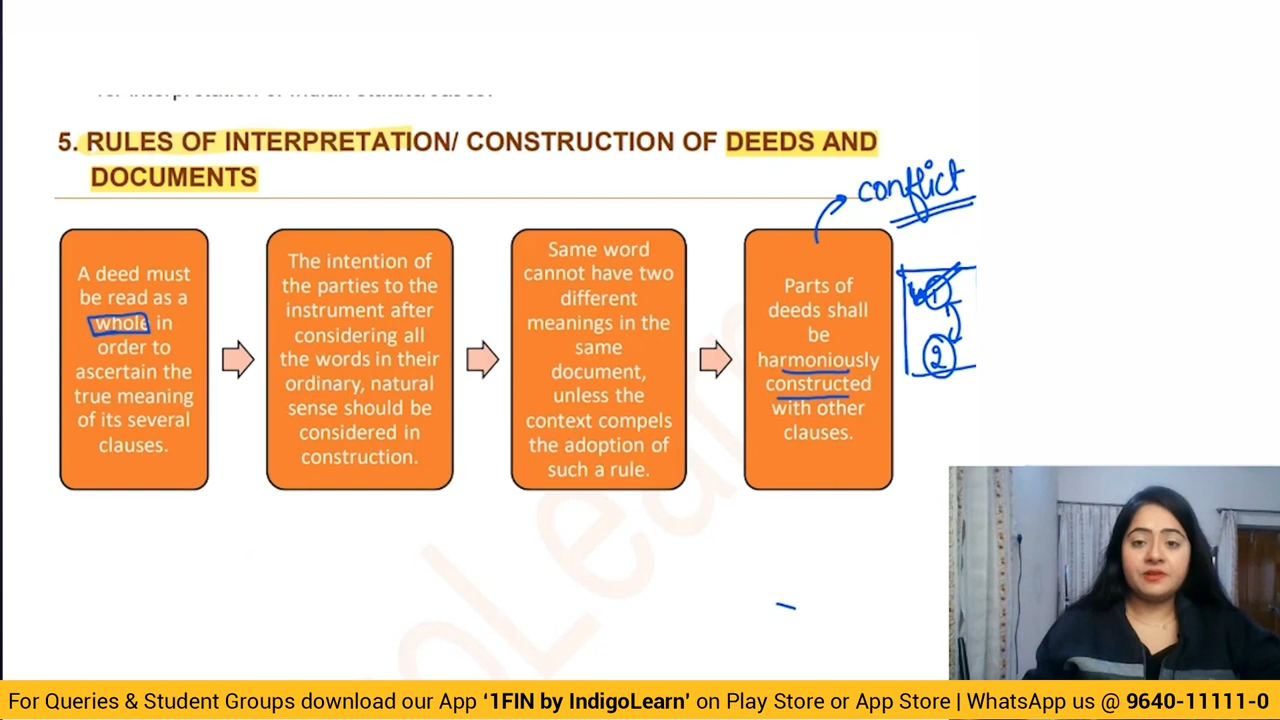 5. RULES OF INTERPRETATION/ CONSTRUCTION OF DEEDS AND
DOCUMENTS
conflict
A deed must
be read as a
whole in
order to
ascertain the
true meaning
of its several
clauses.
The intention of
the parties to the
instrument after
considering all
the words in their
ordinary, natural
sense should be
considered in
construction.
Same word
cannot have two
different
meanings in the
same
document,
unless the
context compels
the adoption of
such a rule.
Parts of
deeds shall
be
harmoniously
constructed
with other
clauses.
1
2
For Queries & Student Groups download our App ‘1FIN by IndigoLearn’ on Play Store or App Store | WhatsApp us @ 9640-11111-0